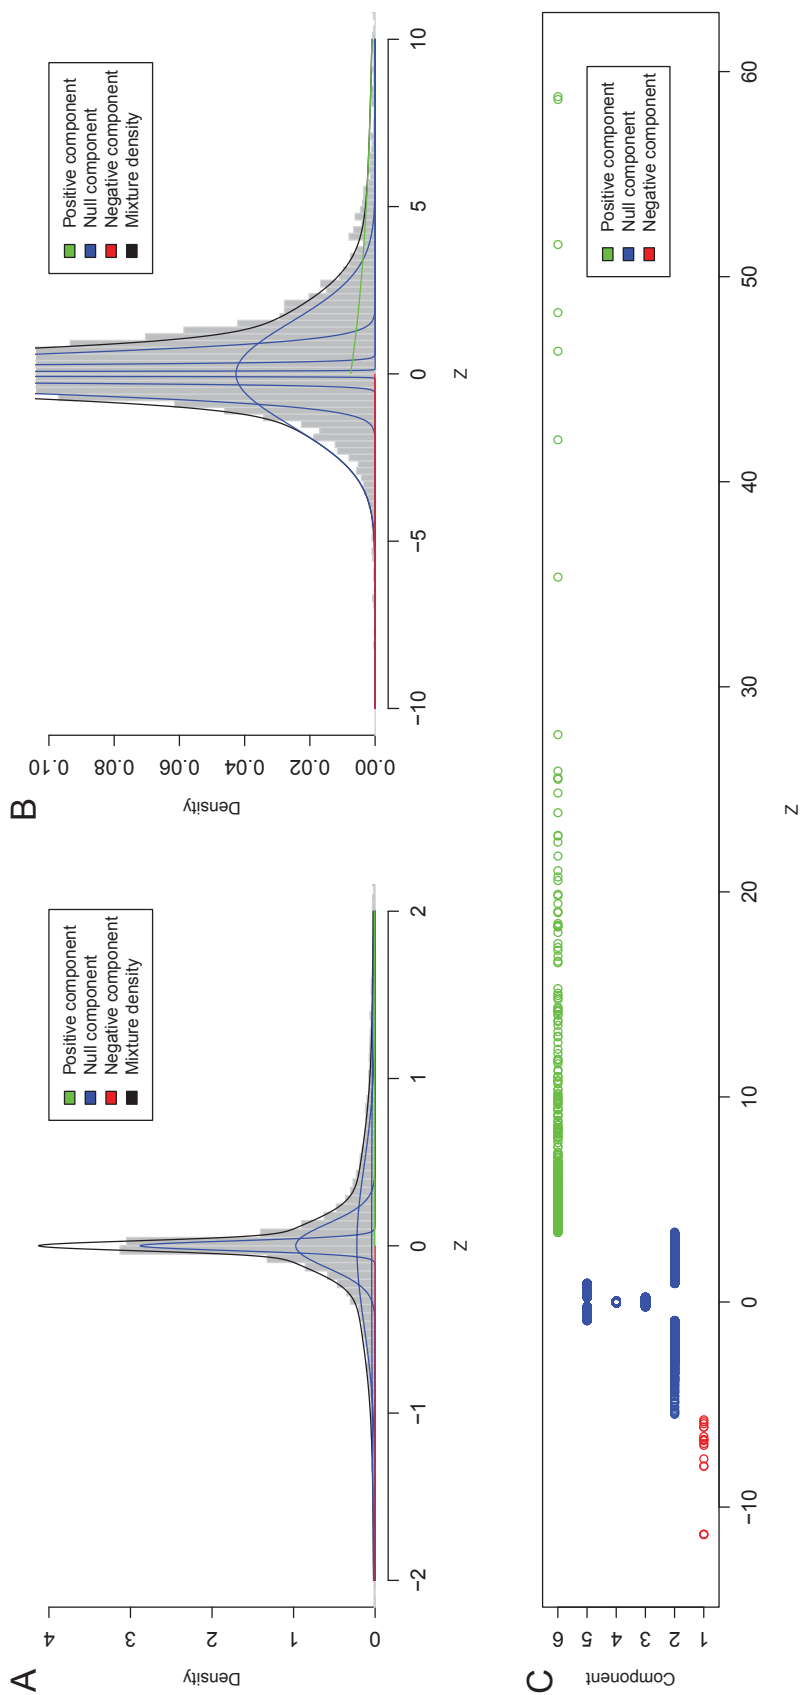 A
Density
4
3
2
1
0
-2
-1
0
1
2
Z
Positive component
Null component
Negative component
Mixture density
B
Density
0.10
0.08
0.06
0.04
0.02
0.00
-10
-5
0
5
10
Z
Positive component
Null component
Negative component
Mixture density
C
Component
6
5
4
3
2
1
-10
0
10
20
30
40
50
60
Z
Positive component
Null component
Negative component